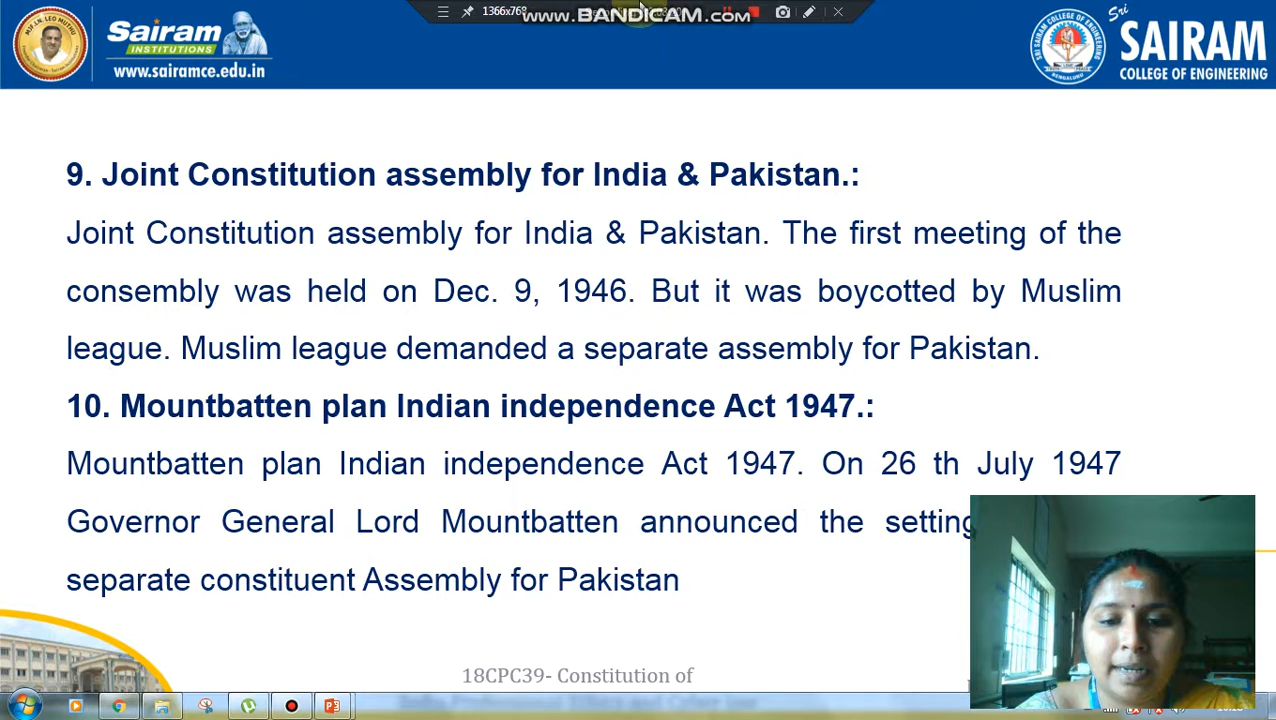 1366x768
www.BANDICAM.com
Sairam
INSTITUTIONS
www.sairamce.edu.in
Sri
SAIRAM
COLLEGE OF ENGINEERING
9. Joint Constitution assembly for India & Pakistan.:
Joint Constitution assembly for India & Pakistan. The first meeting of the
consembly was held on Dec. 9, 1946. But it was boycotted by Muslim
league. Muslim league demanded a separate assembly for Pakistan.
10. Mountbatten plan Indian independence Act 1947.:
Mountbatten plan Indian independence Act 1947. On 26 th July 1947
Governor General Lord Mountbatten announced the setting
separate constituent Assembly for Pakistan
18CPC39- Constitution of